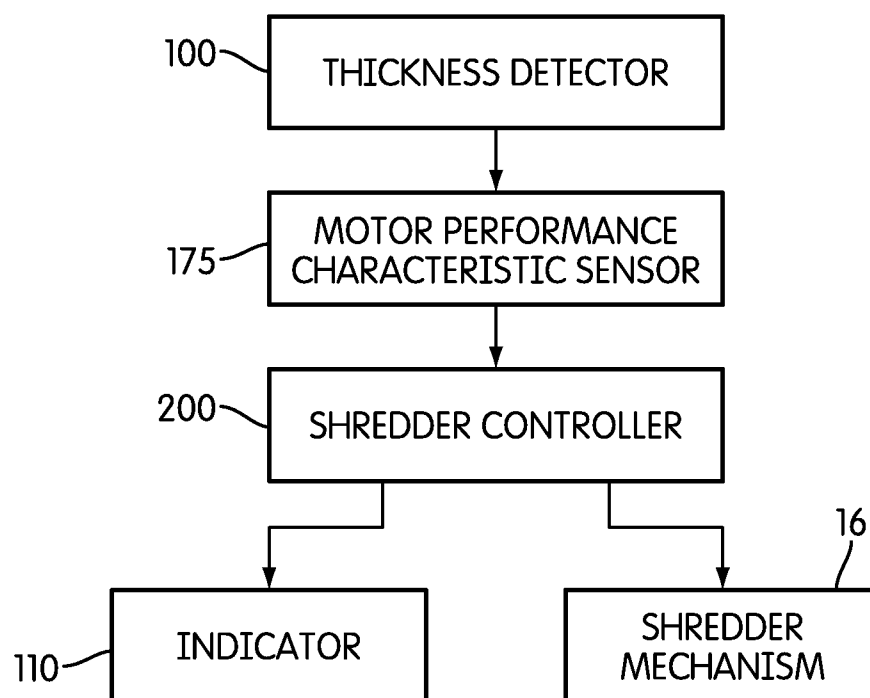 100
THICKNESS DETECTOR
175
MOTOR PERFORMANCE
CHARACTERISTIC SENSOR
200
SHREDDER CONTROLLER
16
110
INDICATOR
SHREDDER
MECHANISM